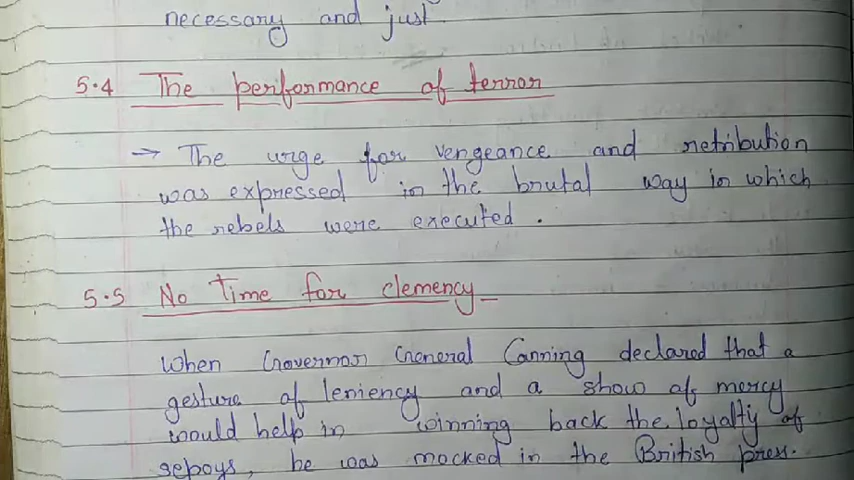 necessary and just
5.4 The performance of terror
→ The urge for vengeance and retribution
was expressed in the brutal way in which
the rebels were executed.
5.5 No Time for clemency
When Governor General Canning declared that a
gesture of leniency and a show of mercy
would help in winning back the loyalty of
sepoys, he was mocked in the British press.